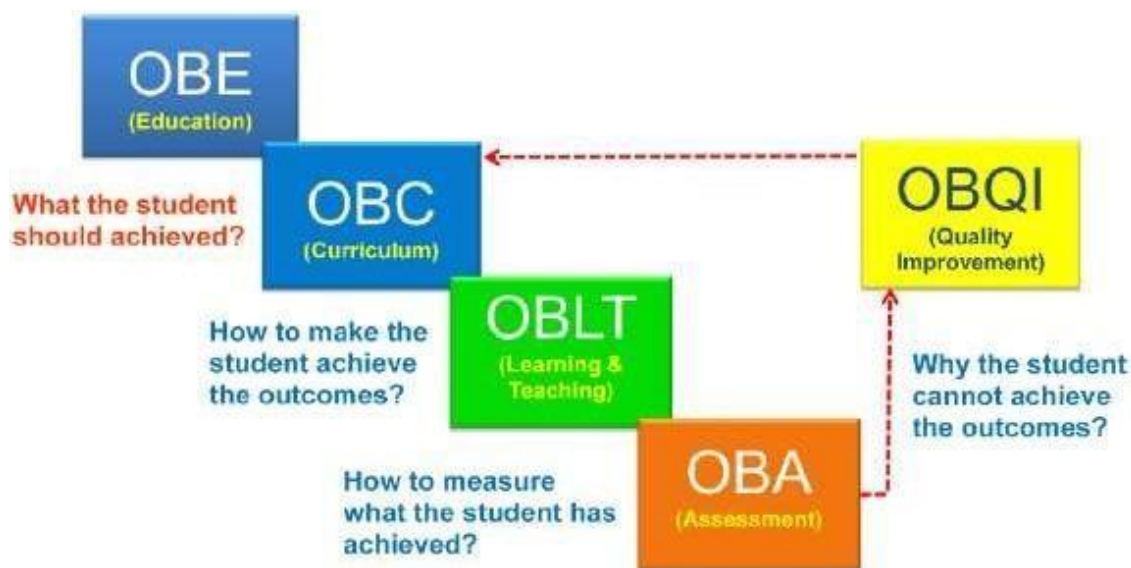 OBE
(Education)
What the student
should achieved?
OBC
(Curriculum)
How to make the
student achieve
the outcomes?
OBLT
(Learning &
Teaching)
How to measure
what the student has
achieved?
OBA
(Assessment)
OBQI
(Quality
Improvement)
Why the student
cannot achieve
the outcomes?